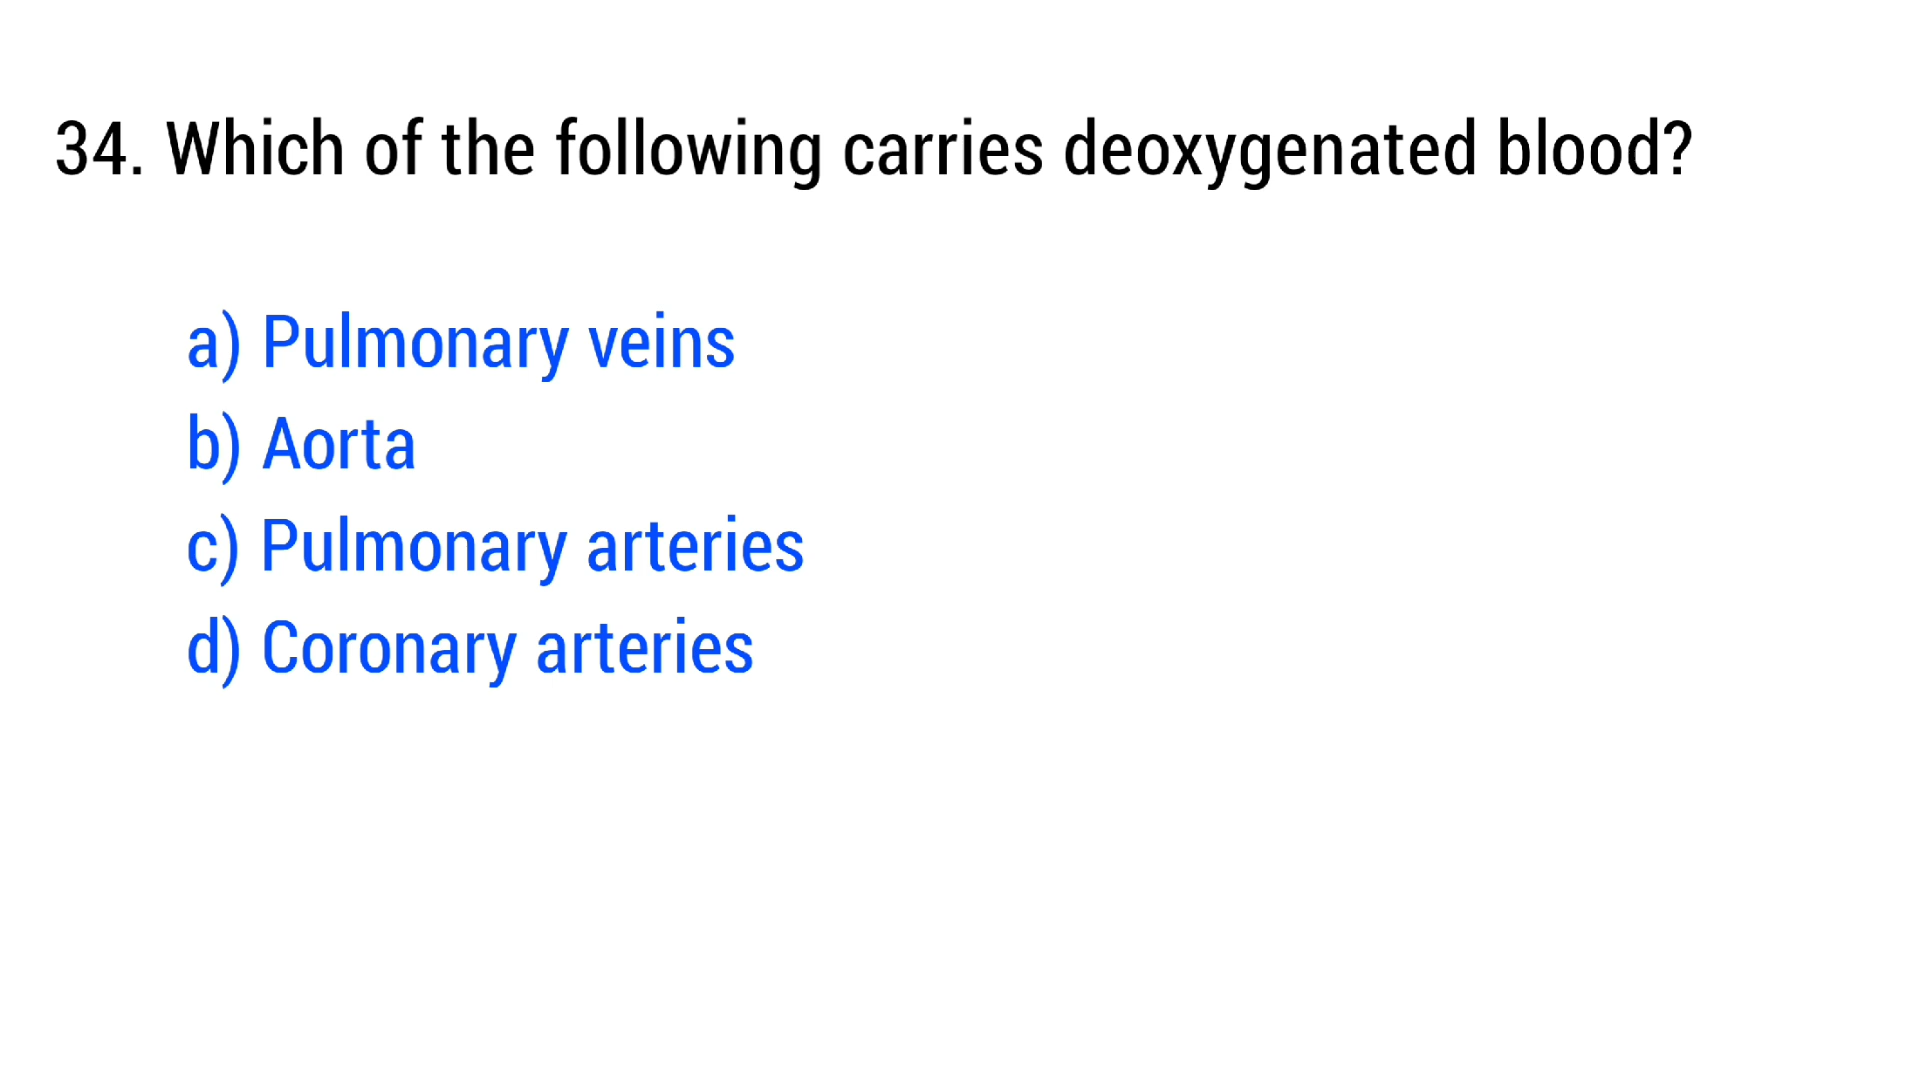 34. Which of the following carries deoxygenated blood?
a) Pulmonary veins
b) Aorta
c) Pulmonary arteries
d) Coronary arteries